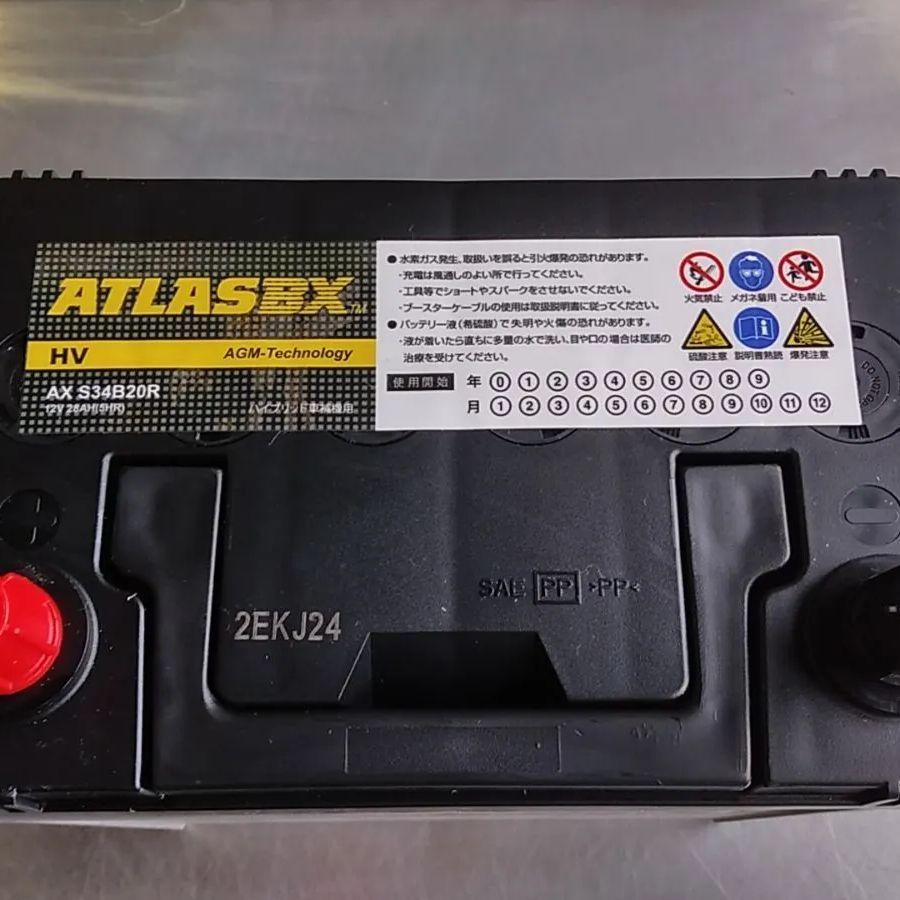 ATLASBX™
HV AGM-Technology
AX S34B20R
12V 28AH(5HR) ハイブリッド車補機用
●水素ガス発生、取扱いを誤ると引火爆発の恐れがあります。
・充電は風通しのよい所で行ってください。
・工具等でショートやスパークをさせないでください。
・ブースターケーブルの使用は取扱説明書に従ってください。
●バッテリー液(希硫酸)で失明や火傷の恐れがあります。
・液が着いたら直ちに多量の水で洗い、目や口の場合は医師の
治療を受けてください。
火気禁止 メガネ着用 こども禁止
硫酸注意 説明書熟読 爆発注意
使用開始 年 0 1 2 3 4 5 6 7 8 9
月 1 2 3 4 5 6 7 8 9 10 11 12
DO NOT
SAE PP >PP<
2EKJ24